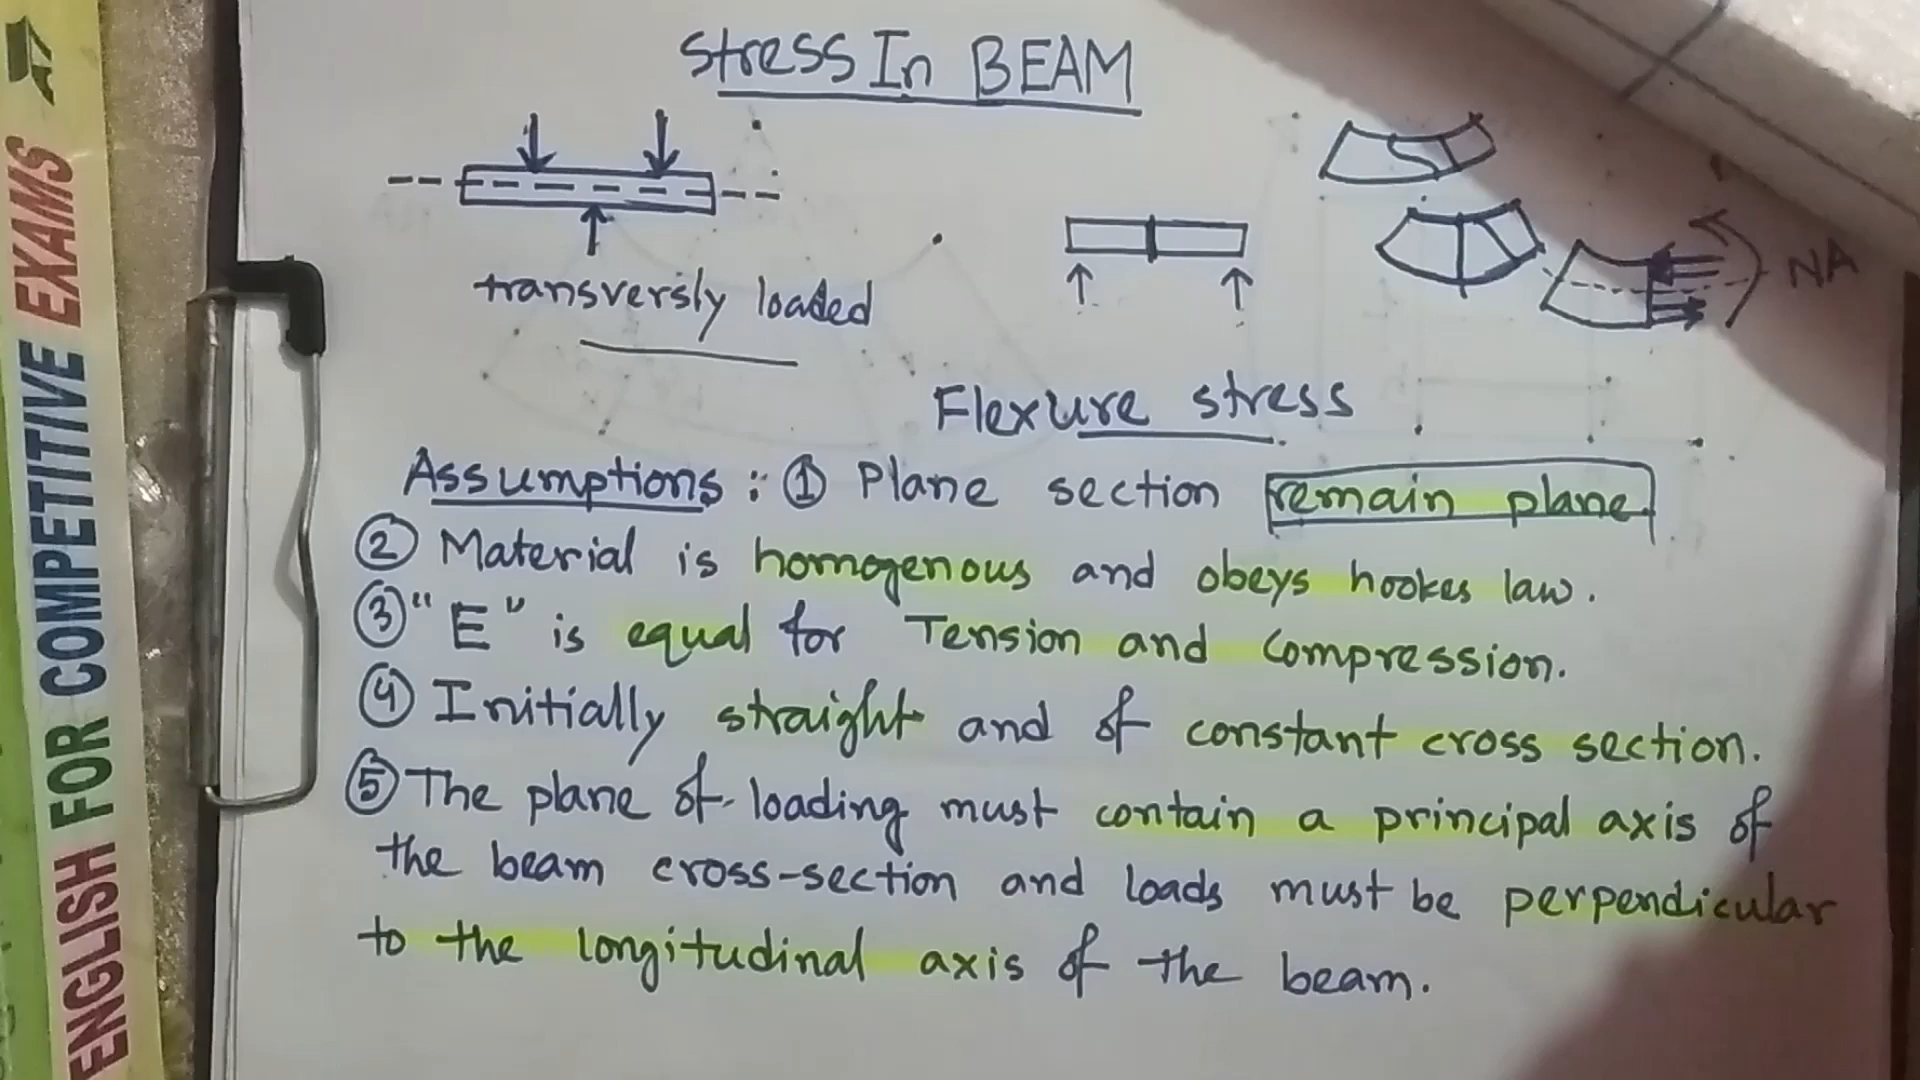 Stress In BEAM
transversly loaded
NA
Flexure stress
Assumptions : ① Plane section remain plane.
② Material is homogenous and obeys hookes law.
③ "E" is equal for Tension and Compression.
④ Initially straight and of constant cross section.
⑤ The plane of loading must contain a principal axis of
the beam cross-section and loads must be perpendicular
to the longitudinal axis of the beam.
ENGLISH FOR COMPETITIVE EXAMS